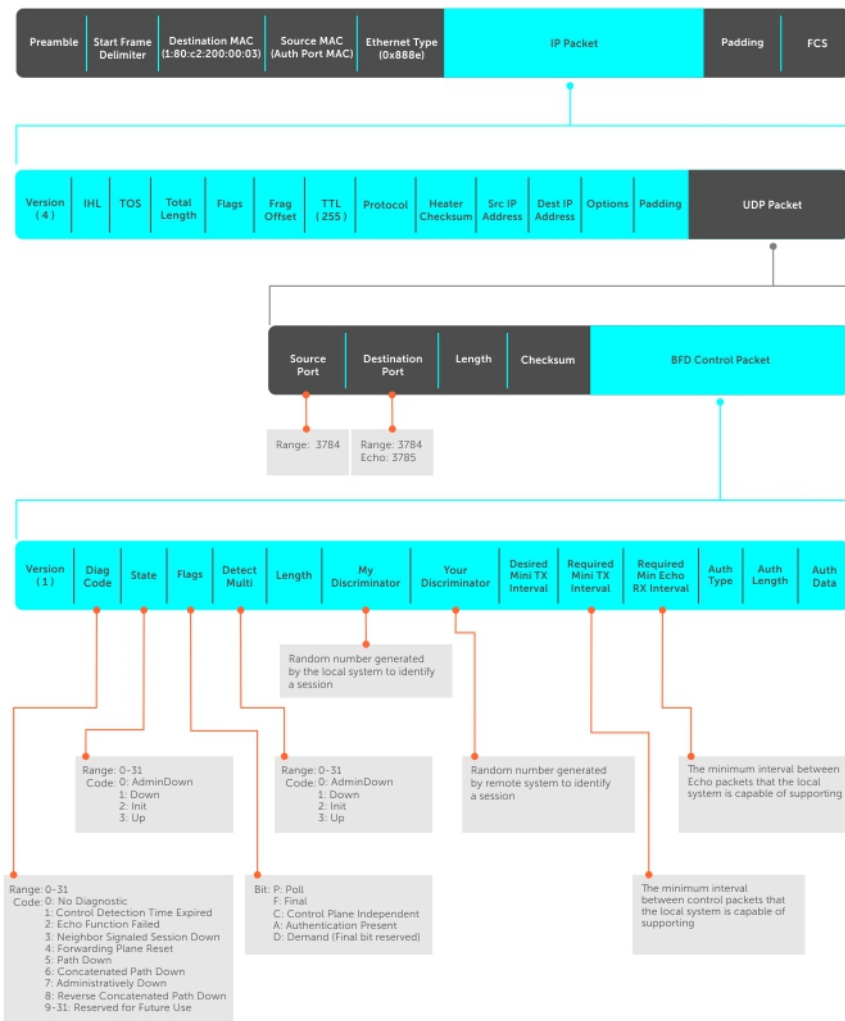 Preamble
Start Frame
Delimiter
Destination MAC
(1:80:c2:200:00:03)
Source MAC
(Auth Port MAC)
Ethernet Type
(0x888e)
IP Packet
Padding
FCS
Version
( 4 )
IHL
TOS
Total
Length
Flags
Frag
Offset
TTL
( 255 )
Protocol
Heater
Checksum
Src IP
Address
Dest IP
Address
Options
Padding
UDP Packet
Source
Port
Destination
Port
Length
Checksum
BFD Control Packet
Range: 3784
Range: 3784
Echo: 3785
Version
( 1 )
Diag
Code
State
Flags
Detect
Multi
Length
My
Discriminator
Your
Discriminator
Desired
Mini TX
Interval
Required
Mini TX
Interval
Required
Min Echo
RX Interval
Auth
Type
Auth
Length
Auth
Data
Random number generated
by the local system to identify
a session
Range: 0-31
Code: 0: AdminDown
1: Down
2: Init
3: Up
Range: 0-31
Code: 0: AdminDown
1: Down
2: Init
3: Up
Random number generated
by remote system to identify
a session
The minimum interval between
Echo packets that the local
system is capable of supporting
Range: 0-31
Code: 0: No Diagnostic
1: Control Detection Time Expired
2: Echo Function Failed
3: Neighbor Signaled Session Down
4: Forwarding Plane Reset
5: Path Down
6: Concatenated Path Down
7: Administratively Down
8: Reverse Concatenated Path Down
9-31: Reserved for Future Use
Bit: P: Poll
F: Final
C: Control Plane Independent
A: Authentication Present
D: Demand (Final bit reserved)
The minimum interval
between control packets that
the local system is capable of
supporting